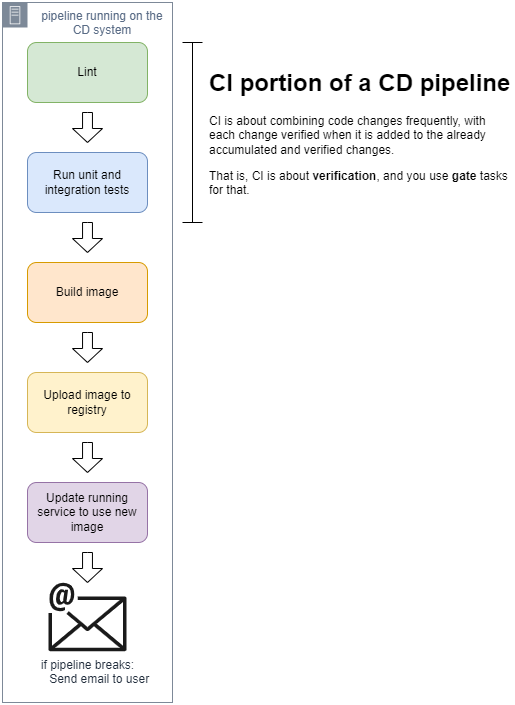 pipeline running on the
CD system
Lint
Run unit and
integration tests
Build image
Upload image to
registry
Update running
service to use new
image
@
if pipeline breaks:
Send email to user
CI portion of a CD pipeline
CI is about combining code changes frequently, with
each change verified when it is added to the already
accumulated and verified changes.
That is, CI is about verification, and you use gate tasks
for that.